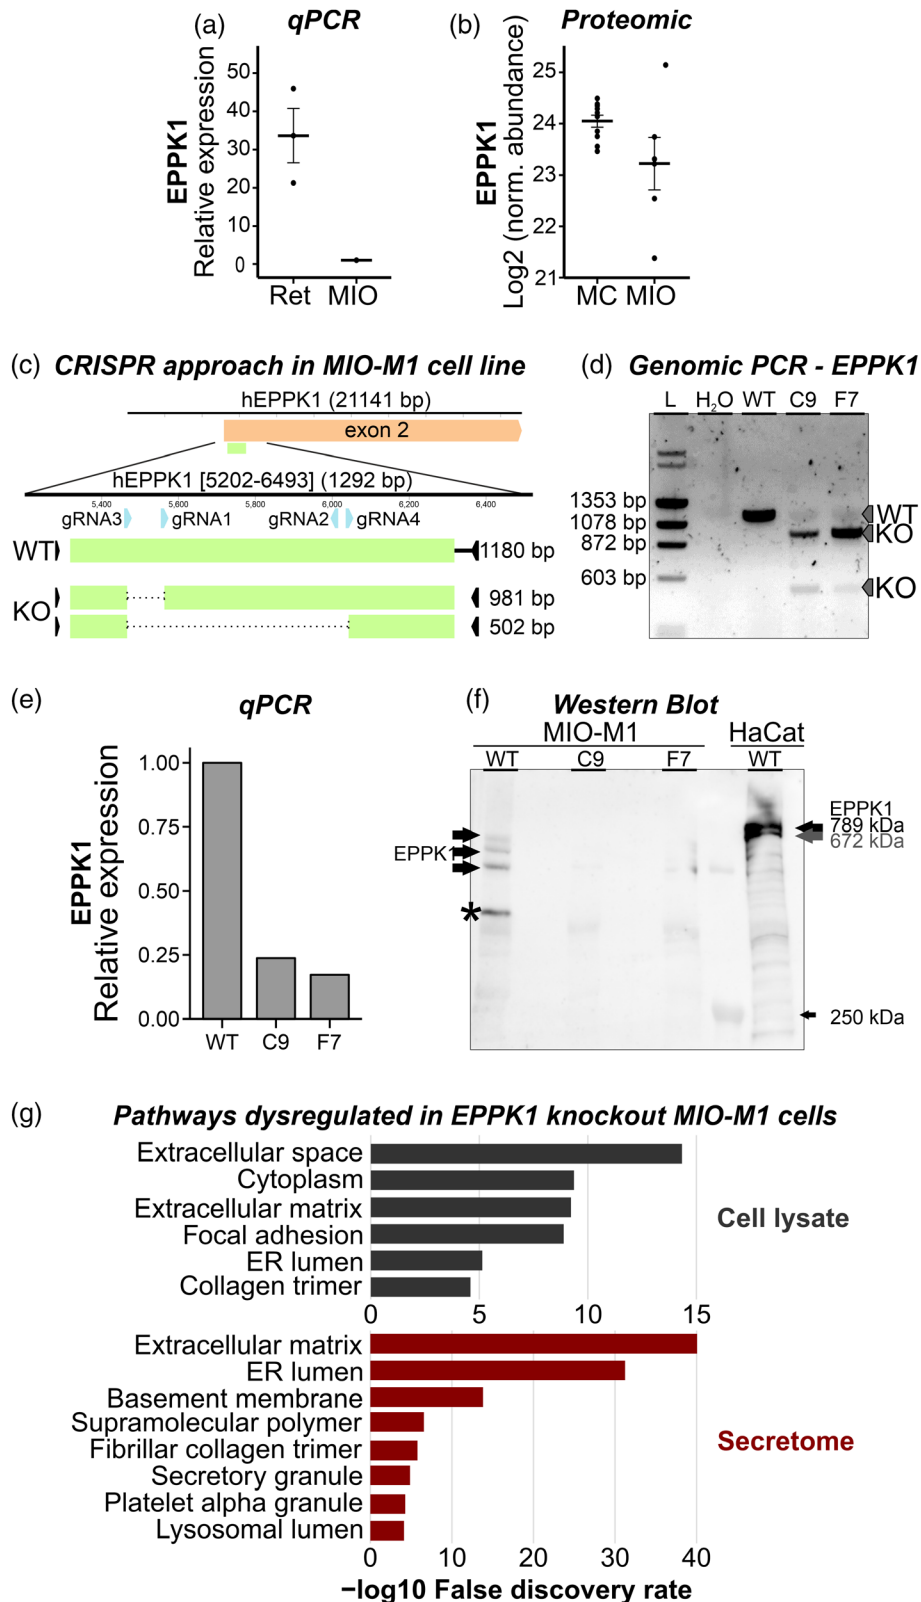 (a) qPCR
EPPK1
Relative expression
50
40
30
20
10
0
Ret MIO
(b) Proteomic
EPPK1
Log2 (norm. abundance)
25
24
23
22
21
MC MIO
(c) CRISPR approach in MIO-M1 cell line
hEPPK1 (21141 bp)
exon 2
hEPPK1 [5202-6493] (1292 bp)
5,400 5,600 5,800 6,000 6,200 6,400
gRNA3 gRNA1 gRNA2 gRNA4
WT 1180 bp
KO 981 bp
502 bp
(d) Genomic PCR - EPPK1
L H2O WT C9 F7
1353 bp
1078 bp
872 bp
603 bp
WT
KO
KO
(e) qPCR
EPPK1
Relative expression
1.00
0.75
0.50
0.25
0.00
WT C9 F7
(f) Western Blot
MIO-M1 HaCat
WT C9 F7 WT
EPPK1
*
EPPK1
789 kDa
672 kDa
250 kDa
(g) Pathways dysregulated in EPPK1 knockout MIO-M1 cells
Extracellular space
Cytoplasm
Extracellular matrix
Focal adhesion
ER lumen
Collagen trimer
0 5 10 15
Cell lysate
Extracellular matrix
ER lumen
Basement membrane
Supramolecular polymer
Fibrillar collagen trimer
Secretory granule
Platelet alpha granule
Lysosomal lumen
0 10 20 30 40
Secretome
−log10 False discovery rate